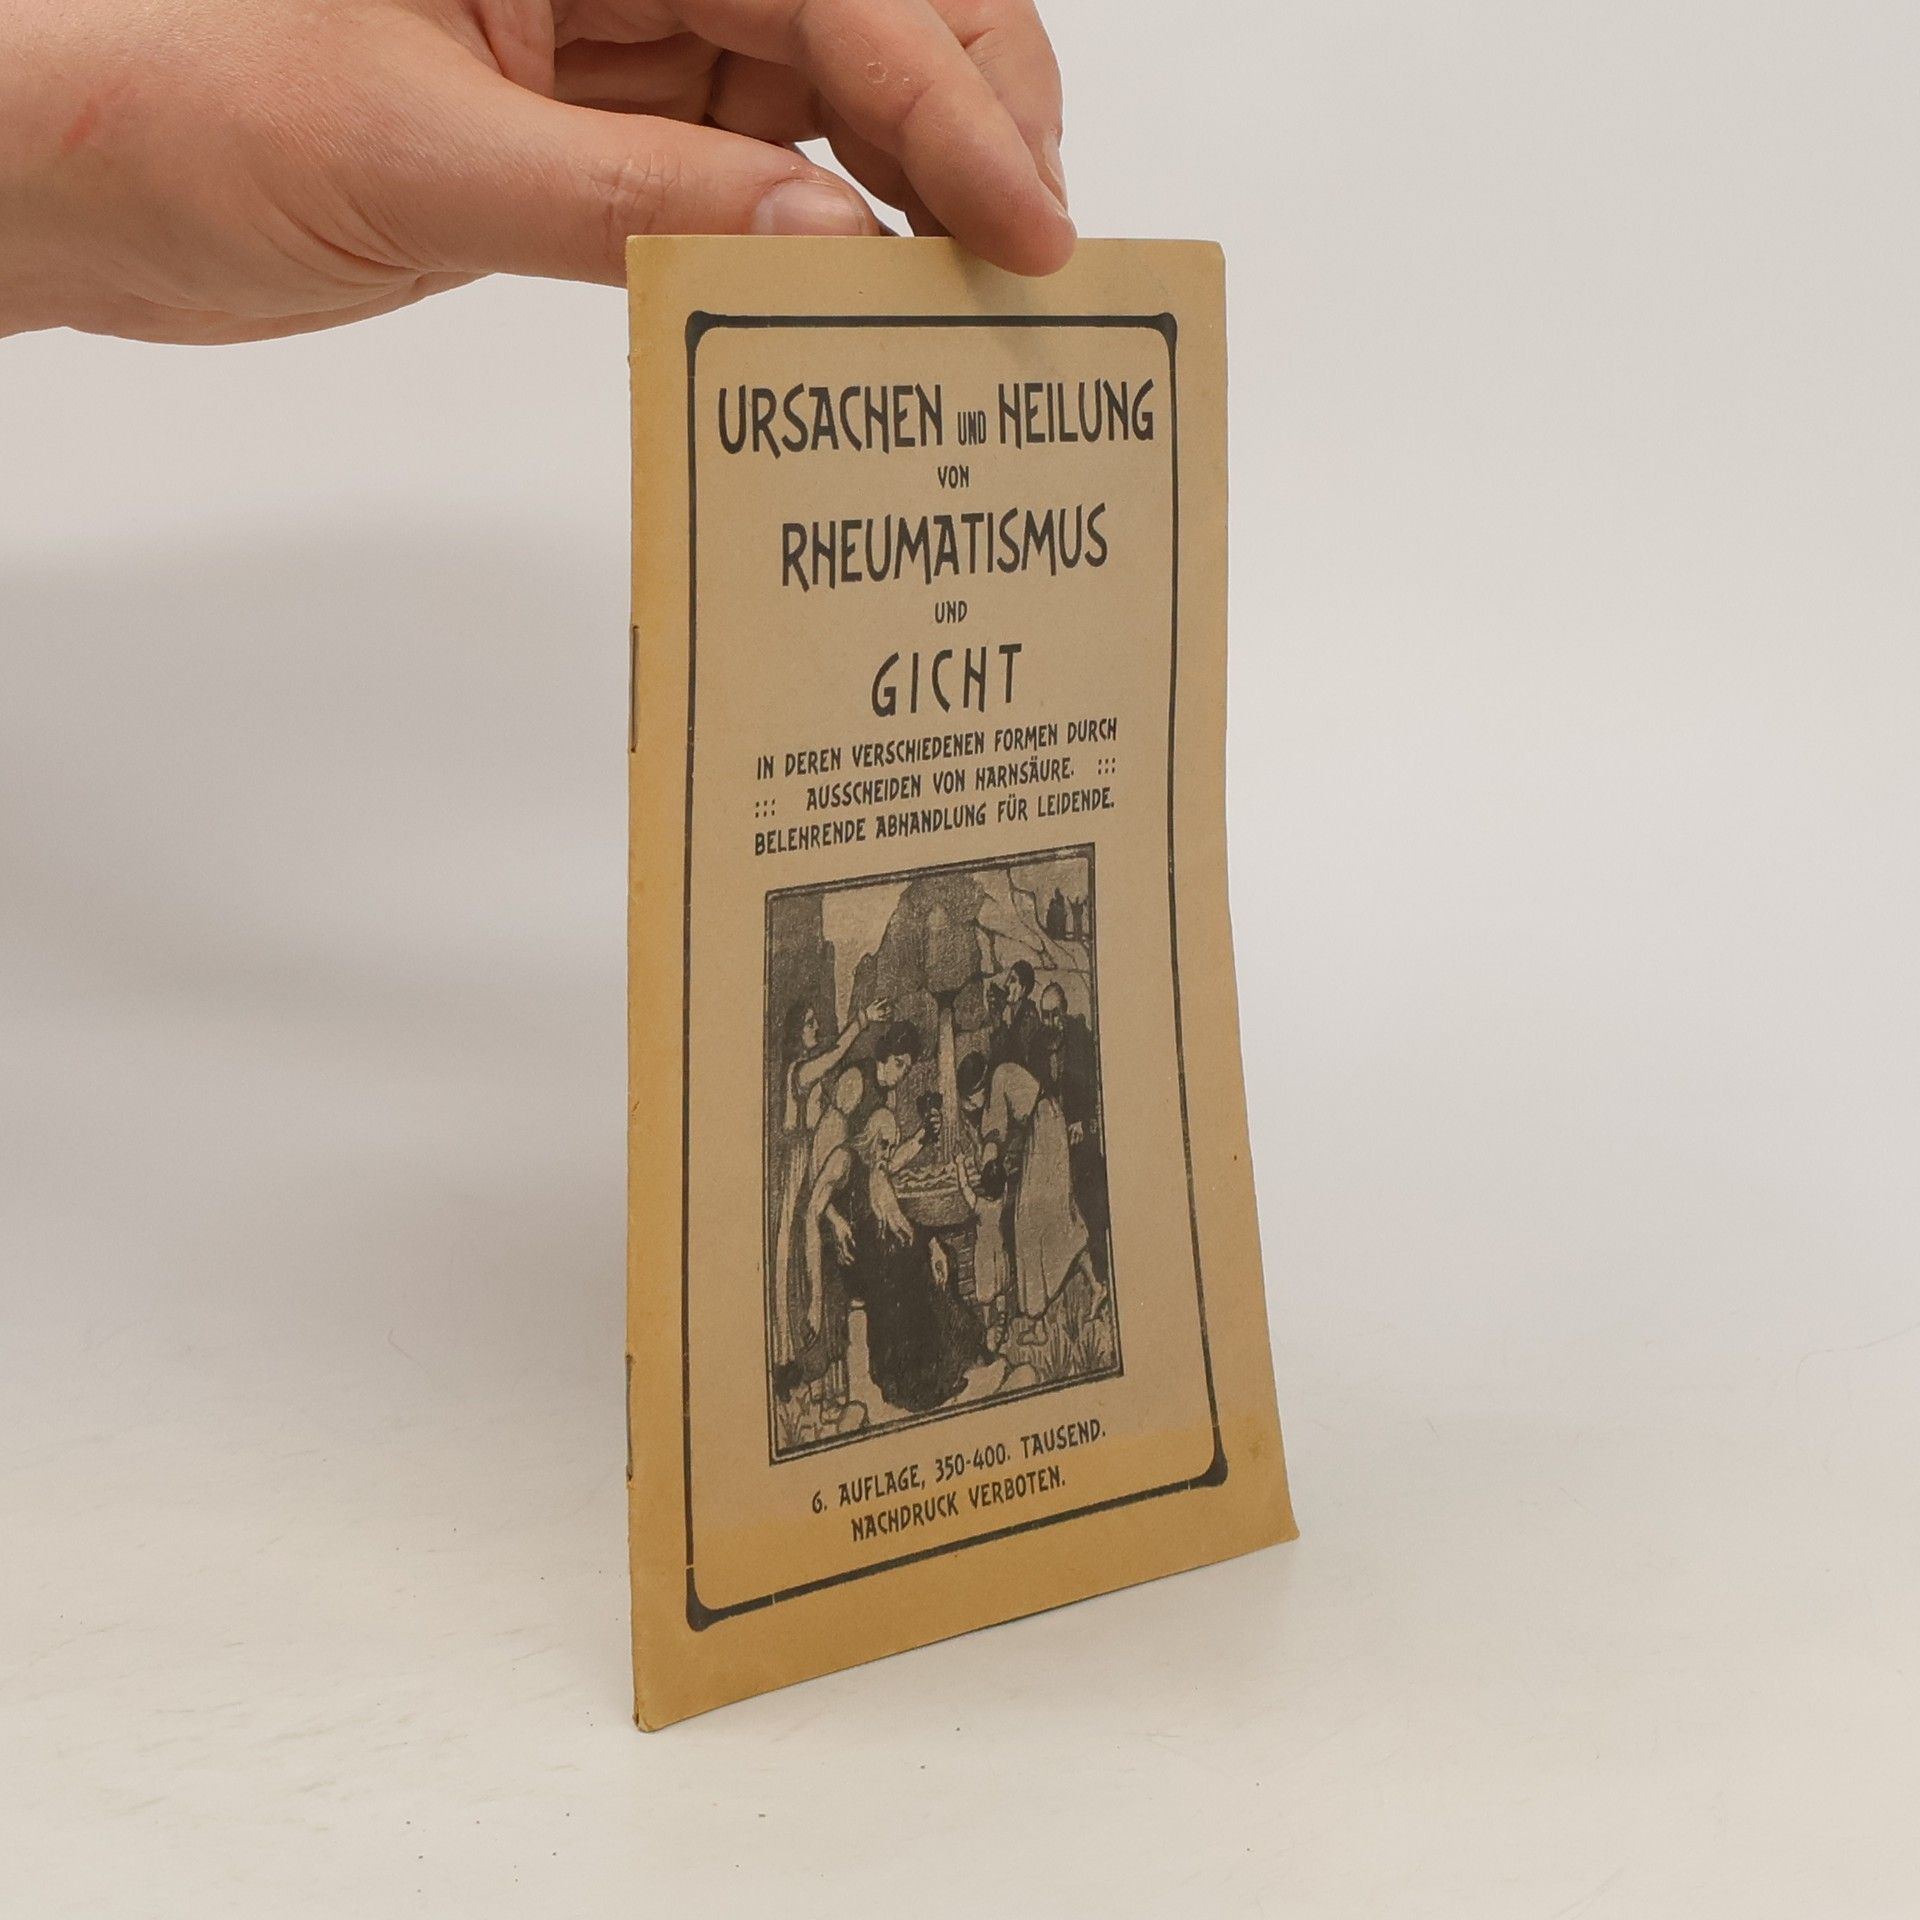 URSACHEN UND HEILUNG
VON
RHEUMATISMUS
UND
GICHT
IN DEREN VERSCHIEDENEN FORMEN DURCH
::: AUSSCHEIDEN VON HARNSÄURE. :::
BELEHRENDE ABHANDLUNG FÜR LEIDENDE.
6. AUFLAGE, 350-400. TAUSEND.
NACHDRUCK VERBOTEN.